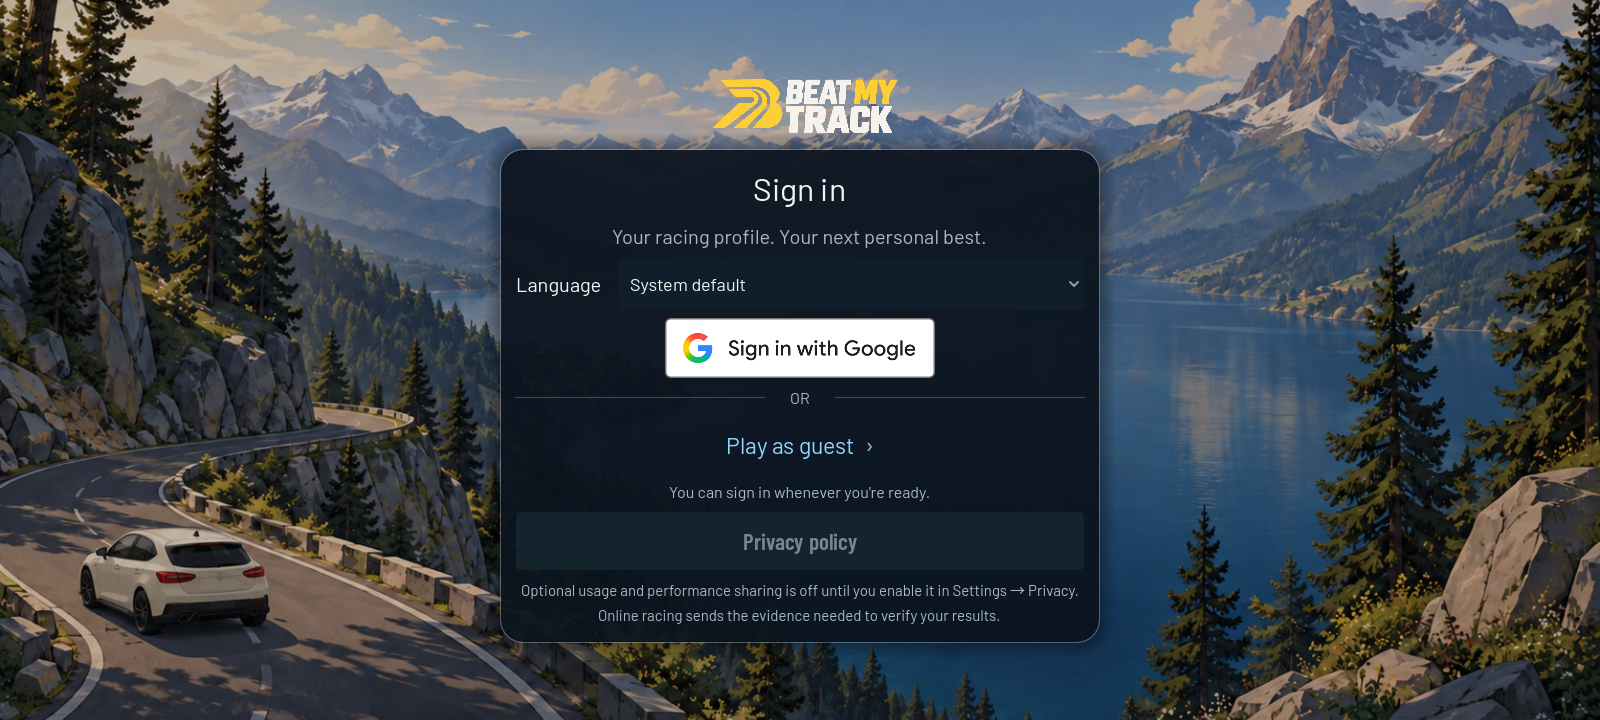 BEAT MY
TRACK
Sign in
Your racing profile. Your next personal best.
Language System default
Sign in with Google
OR
Play as guest ›
You can sign in whenever you're ready.
Privacy policy
Optional usage and performance sharing is off until you enable it in Settings → Privacy.
Online racing sends the evidence needed to verify your results.